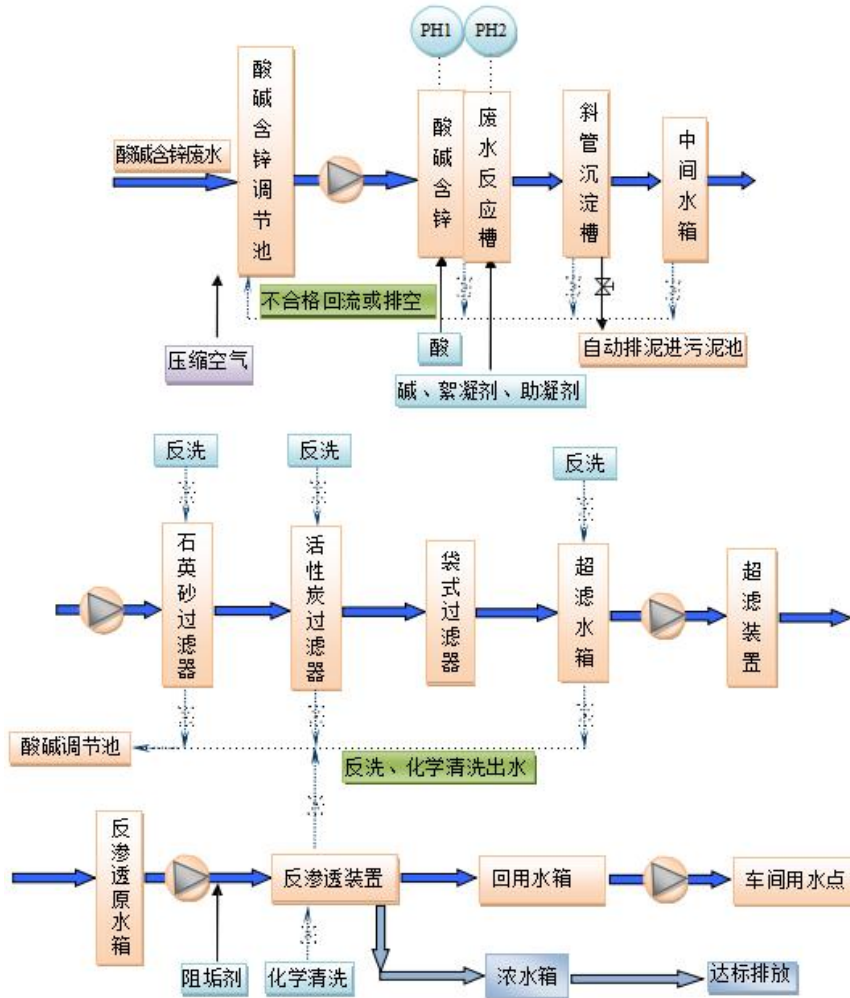 PH1
PH2
酸碱含锌废水
酸碱含锌调节池
酸碱含锌
废水反应槽
斜管沉淀槽
中间水箱
不合格回流或排空
压缩空气
酸
自动排泥进污泥池
碱、絮凝剂、助凝剂
反洗
反洗
反洗
石英砂过滤器
活性炭过滤器
袋式过滤器
超滤水箱
超滤装置
酸碱调节池
反洗、化学清洗出水
反渗透原水箱
反渗透装置
回用水箱
车间用水点
阻垢剂
化学清洗
浓水箱
达标排放